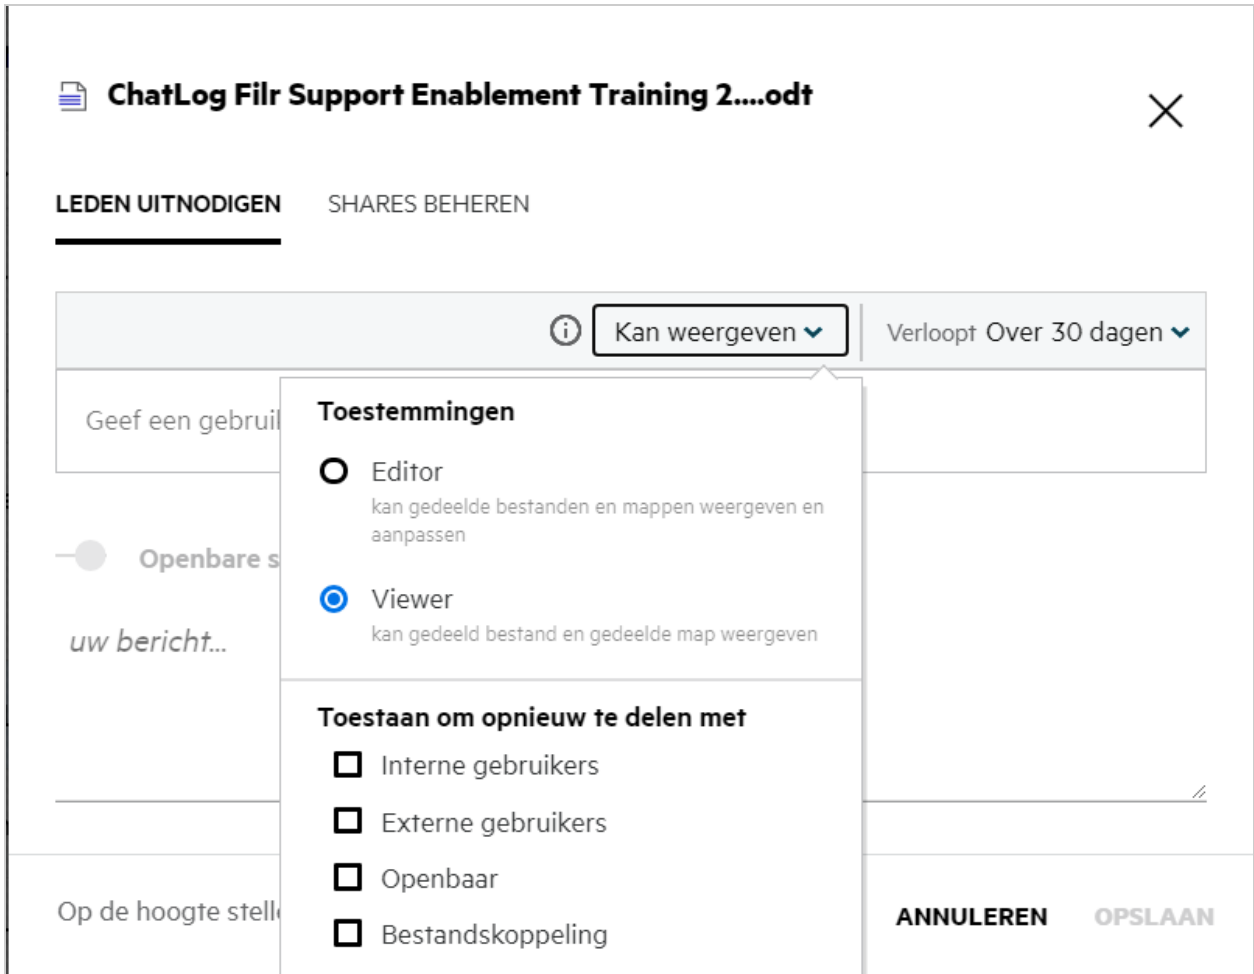 ChatLog Filr Support Enablement Training 2....odt
LEDEN UITNODIGEN
SHARES BEHEREN
Kan weergeven
Verloopt Over 30 dagen
Geef een
Toestemmingen
Editor
kan gedeelde bestanden en mappen weergeven en
aanpassen
Openbare
Viewer
kan gedeeld bestand en gedeelde map weergeven
uw bericht...
Toestaan om opnieuw te delen met
Interne gebruikers
Externe gebruikers
Openbaar
Bestandskoppeling
Op de hoogte
ANNULEREN
OPSLAAN